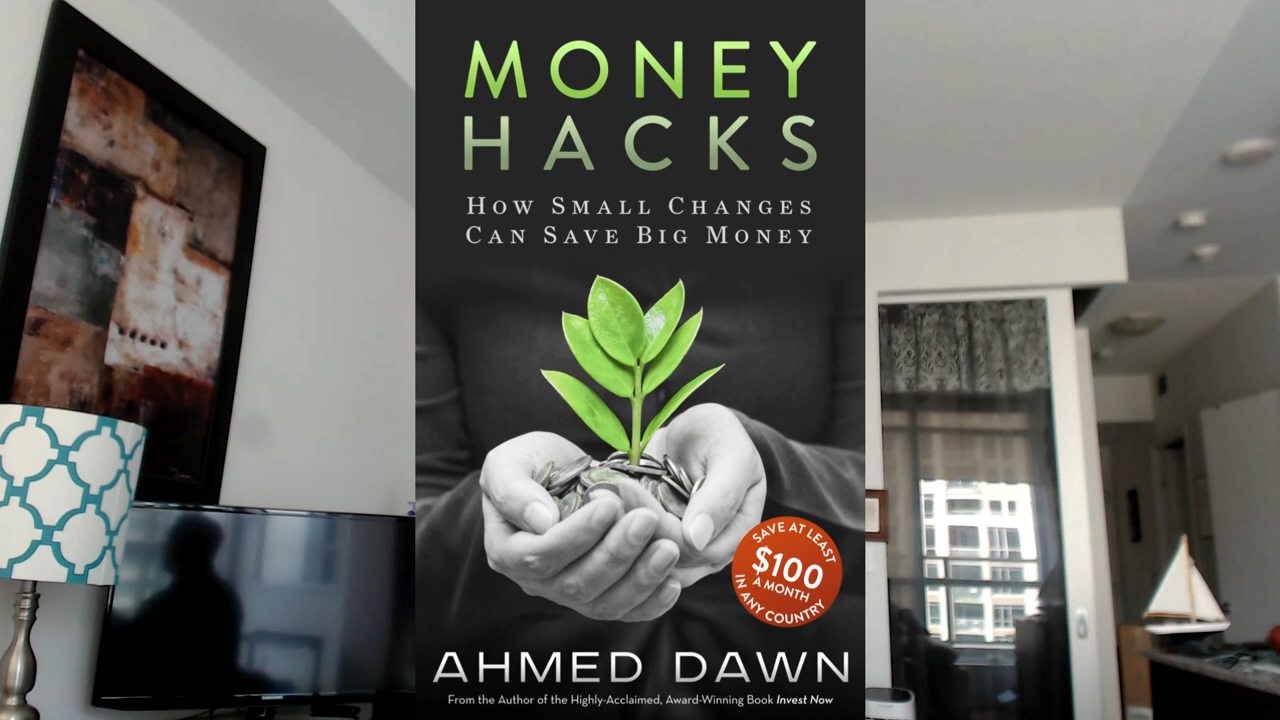 MONEY
HACKS
How Small Changes
Can Save Big Money
SAVE AT LEAST
$100
A MONTH
IN ANY COUNTRY
AHMED DAWN
From the Author of the Highly-Acclaimed, Award-Winning Book Invest Now